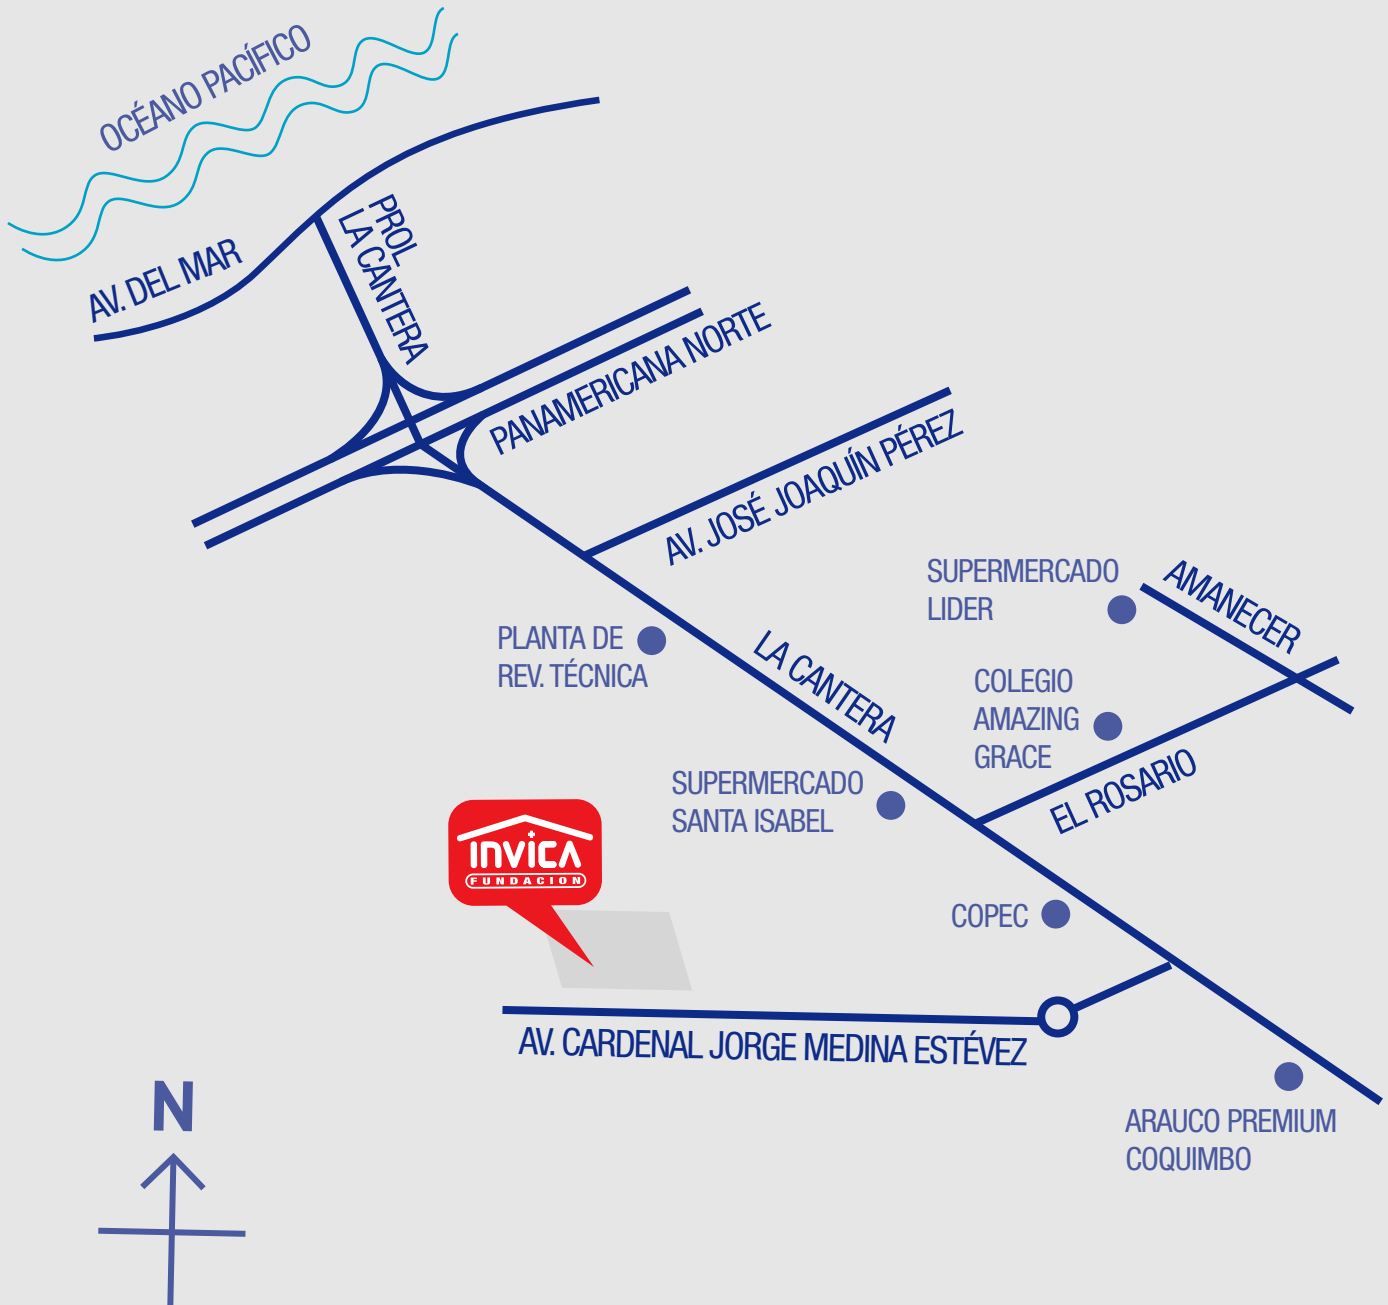 OCÉANO PACÍFICO
AV. DEL MAR
PROL
LA CANTERA
PANAMERICANA NORTE
AV. JOSÉ JOAQUÍN PÉREZ
SUPERMERCADO
LIDER
AMANECER
PLANTA DE
REV. TÉCNICA
LA CANTERA
COLEGIO
AMAZING
GRACE
EL ROSARIO
SUPERMERCADO
SANTA ISABEL
INVICA
FUNDACION
COPEC
AV. CARDENAL JORGE MEDINA ESTÉVEZ
N
ARAUCO PREMIUM
COQUIMBO